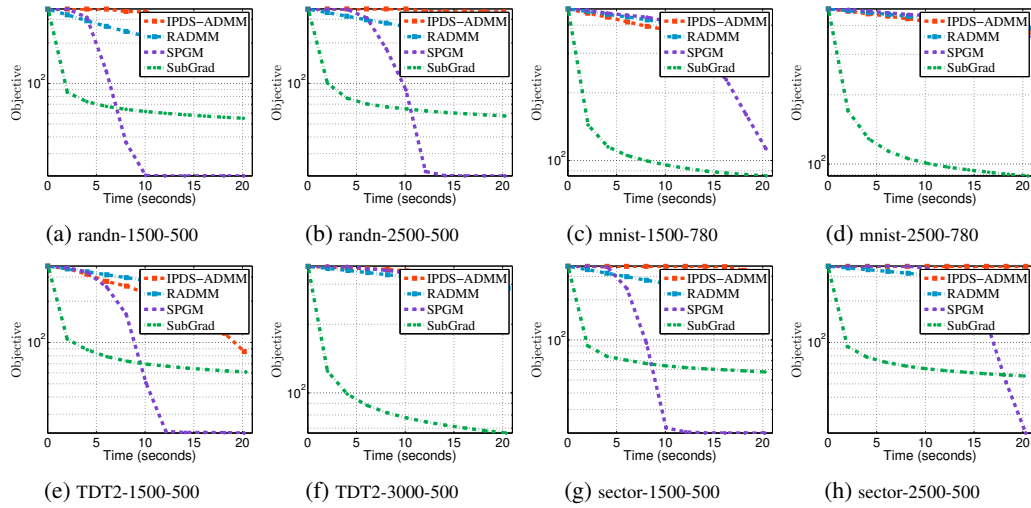 IPDS-ADMM
RADMM
SPGM
SubGrad
Objective
10²
0 5 10 15 20
Time (seconds)
(a) randn-1500-500
IPDS-ADMM
RADMM
SPGM
SubGrad
Objective
10²
0 5 10 15 20
Time (seconds)
(b) randn-2500-500
IPDS-ADMM
RADMM
SPGM
SubGrad
Objective
10²
0 5 10 15 20
Time (seconds)
(c) mnist-1500-780
IPDS-ADMM
RADMM
SPGM
SubGrad
Objective
10²
0 5 10 15 20
Time (seconds)
(d) mnist-2500-780
IPDS-ADMM
RADMM
SPGM
SubGrad
Objective
10²
0 5 10 15 20
Time (seconds)
(e) TDT2-1500-500
IPDS-ADMM
RADMM
SPGM
SubGrad
Objective
10²
0 5 10 15 20
Time (seconds)
(f) TDT2-3000-500
IPDS-ADMM
RADMM
SPGM
SubGrad
Objective
10²
0 5 10 15 20
Time (seconds)
(g) sector-1500-500
IPDS-ADMM
RADMM
SPGM
SubGrad
Objective
10²
0 5 10 15 20
Time (seconds)
(h) sector-2500-500